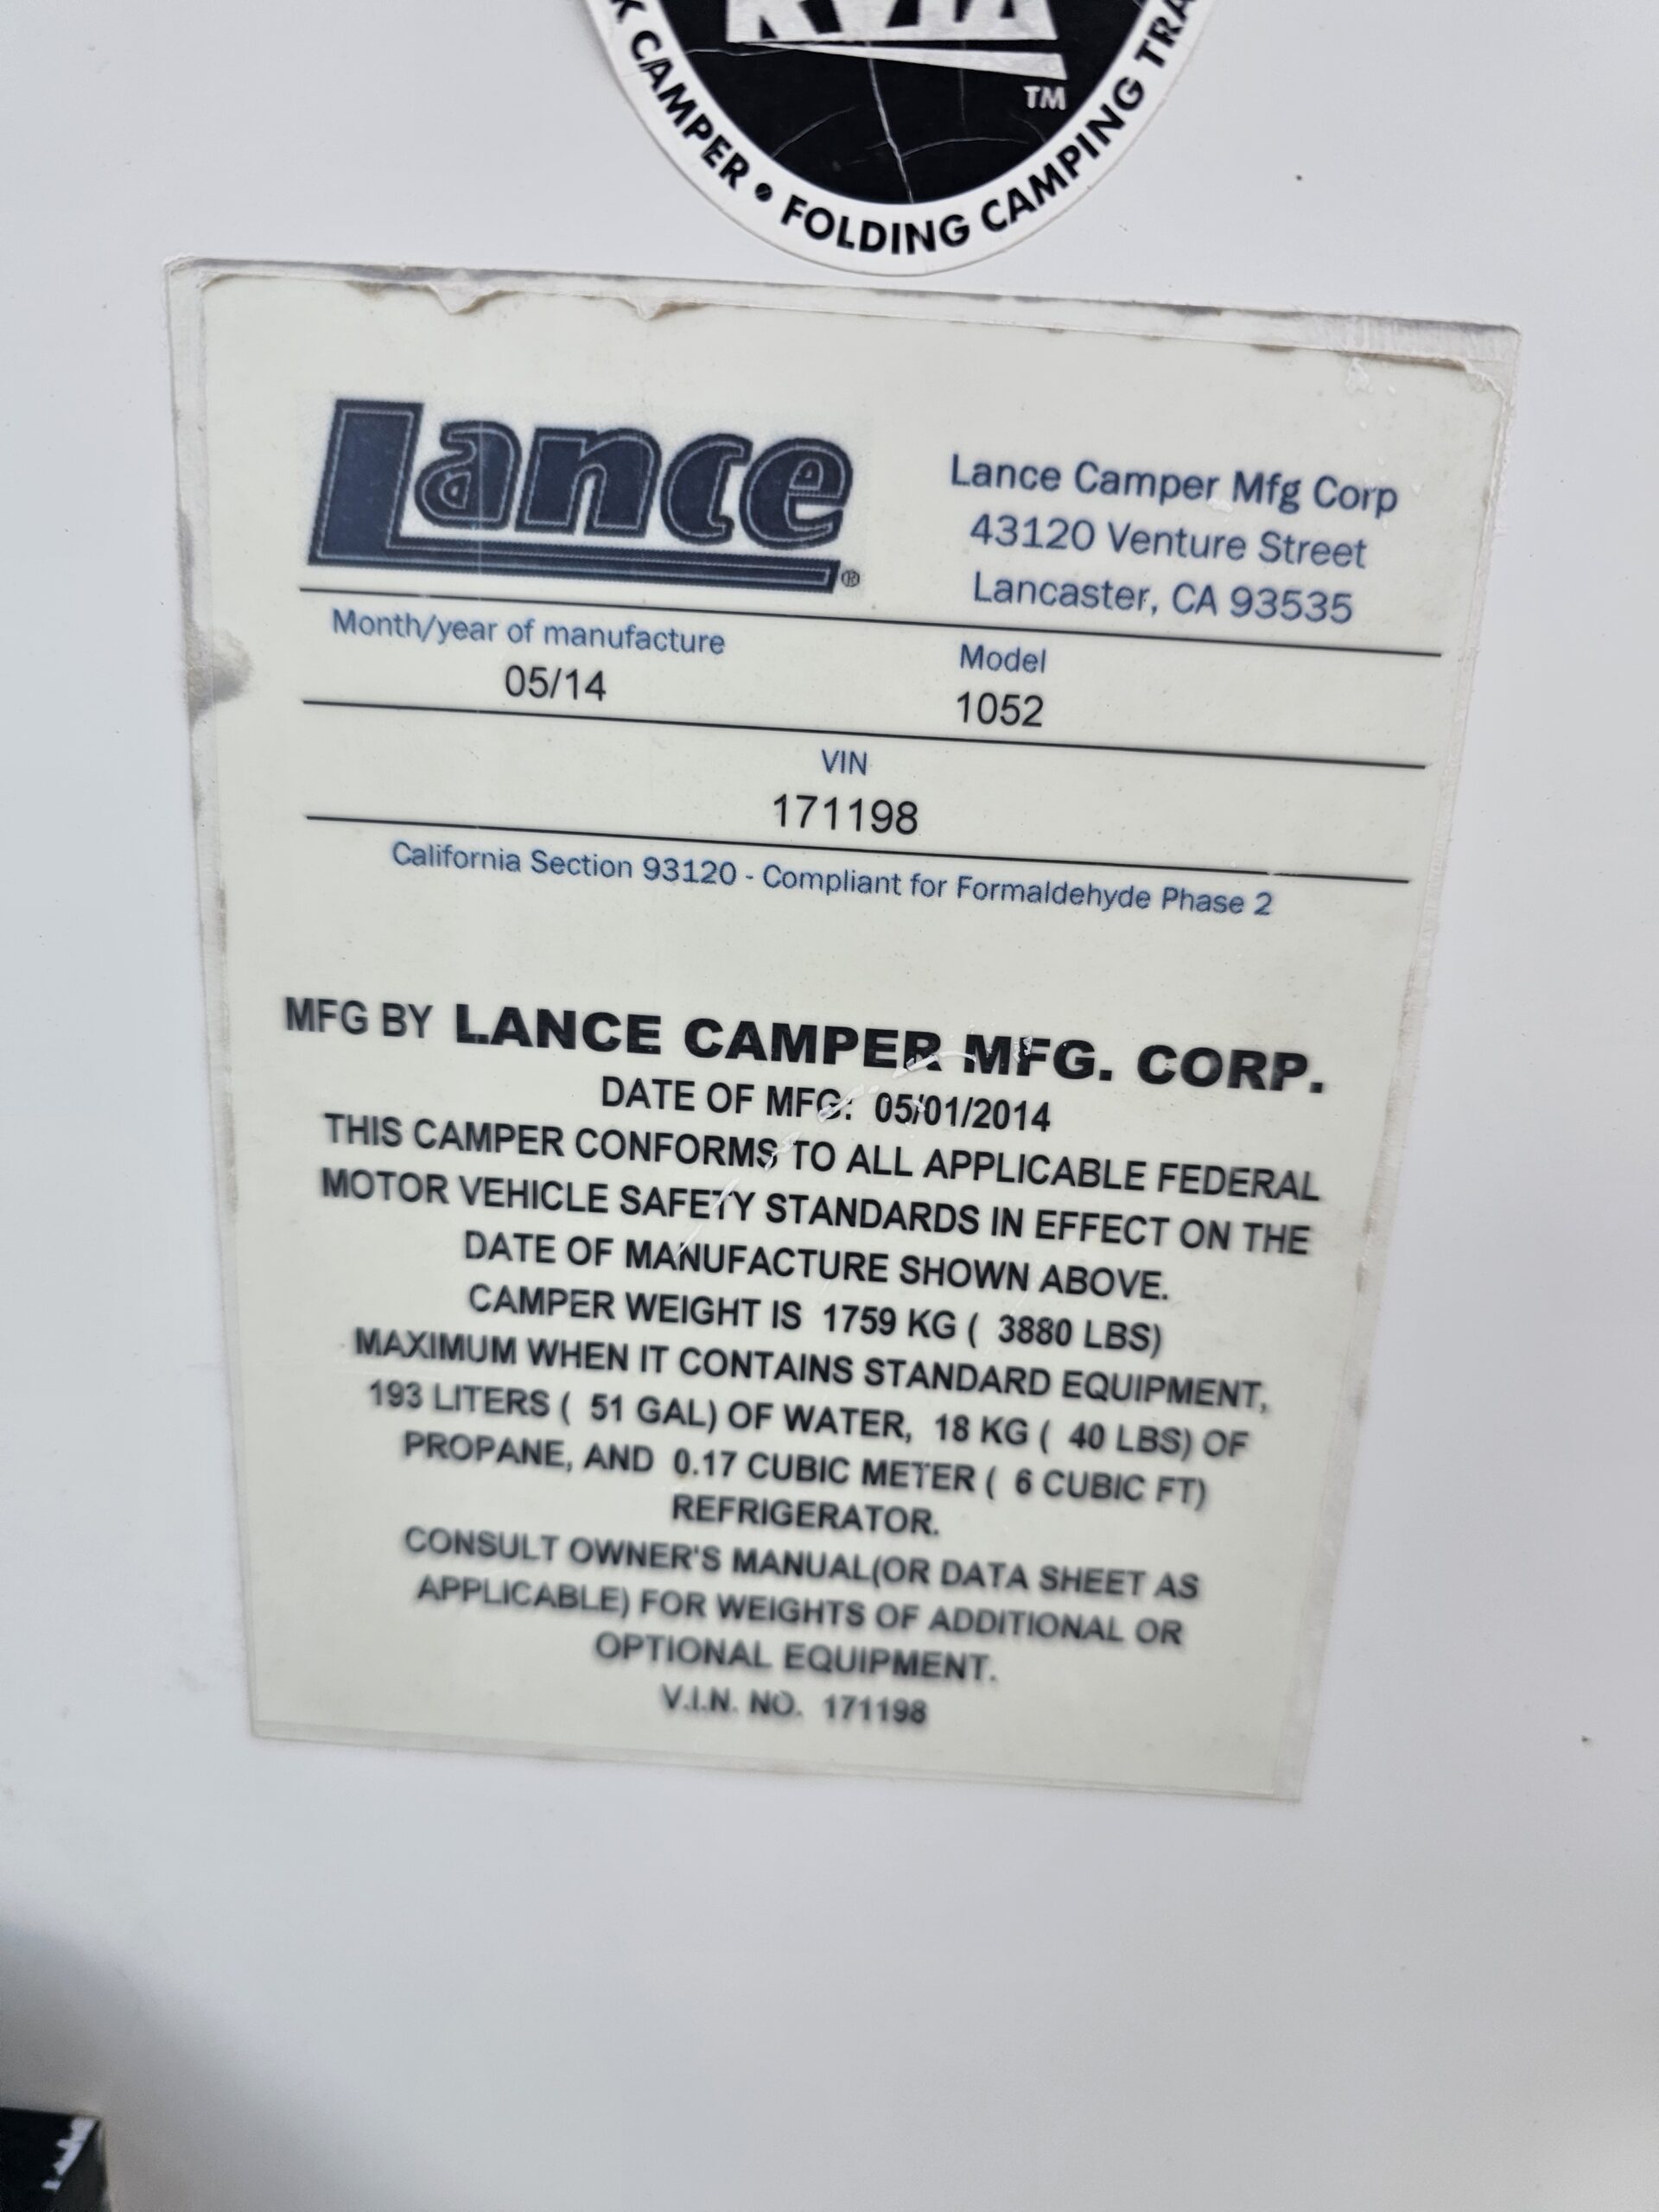 CAMPER • FOLDING CAMPING
TM
Lance®
Lance Camper Mfg Corp
43120 Venture Street
Lancaster, CA 93535
Month/year of manufacture
05/14
Model
1052
VIN
171198
California Section 93120 - Compliant for Formaldehyde Phase 2
MFG BY LANCE CAMPER MFG. CORP.
DATE OF MFG: 05/01/2014
THIS CAMPER CONFORMS TO ALL APPLICABLE FEDERAL
MOTOR VEHICLE SAFETY STANDARDS IN EFFECT ON THE
DATE OF MANUFACTURE SHOWN ABOVE.
CAMPER WEIGHT IS 1759 KG ( 3880 LBS)
MAXIMUM WHEN IT CONTAINS STANDARD EQUIPMENT,
193 LITERS ( 51 GAL) OF WATER, 18 KG ( 40 LBS) OF
PROPANE, AND 0.17 CUBIC METER ( 6 CUBIC FT)
REFRIGERATOR.
CONSULT OWNER'S MANUAL(OR DATA SHEET AS
APPLICABLE) FOR WEIGHTS OF ADDITIONAL OR
OPTIONAL EQUIPMENT.
V.I.N. NO. 171198